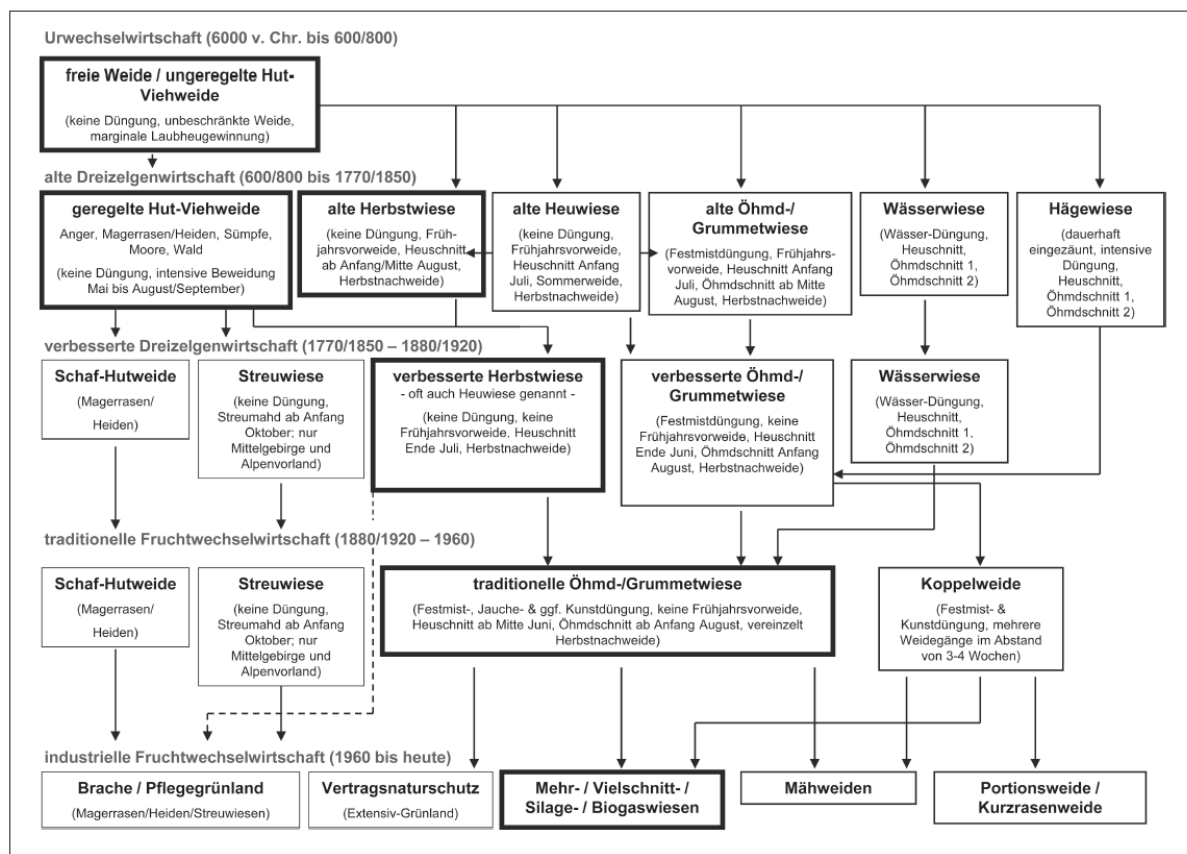 Urwechselwirtschaft (6000 v. Chr. bis 600/800)
freie Weide / ungeregelte Hut-
Viehweide
(keine Düngung, unbeschränkte Weide,
marginale Laubheugewinnung)
alte Dreizelgenwirtschaft (600/800 bis 1770/1850)
geregelte Hut-Viehweide
Anger, Magerrasen/Heiden, Sümpfe,
Moore, Wald
(keine Düngung, intensive Beweidung
Mai bis August/September)
alte Herbstwiese
(keine Düngung, Früh-
jahrsvorweide, Heuschnitt
ab Anfang/Mitte August,
Herbstnachweide)
alte Heuwiese
(keine Düngung,
Frühjahrsvorweide,
Heuschnitt Anfang
Juli, Sommerweide,
Herbstnachweide)
alte Öhmd-/
Grummetwiese
(Festmistdüngung, Frühjahrs-
vorweide, Heuschnitt Anfang
Juli, Öhmdschnitt ab Mitte
August, Herbstnachweide)
Wässerwiese
(Wässer-Düngung,
Heuschnitt,
Öhmdschnitt 1,
Öhmdschnitt 2)
Hägewiese
(dauerhaft
eingezäunt, intensive
Düngung,
Heuschnitt,
Öhmdschnitt 1,
Öhmdschnitt 2)
verbesserte Dreizelgenwirtschaft (1770/1850 – 1880/1920)
Schaf-Hutweide
(Magerrasen/
Heiden)
Streuwiese
(keine Düngung,
Streumahd ab Anfang
Oktober; nur
Mittelgebirge und
Alpenvorland)
verbesserte Herbstwiese
- oft auch Heuwiese genannt -
(keine Düngung, keine
Frühjahrsvorweide, Heuschnitt
Ende Juli, Herbstnachweide)
verbesserte Öhmd-/
Grummetwiese
(Festmistdüngung, keine
Frühjahrsvorweide, Heuschnitt
Ende Juni, Öhmdschnitt Anfang
August, Herbstnachweide)
Wässerwiese
(Wässer-Düngung,
Heuschnitt,
Öhmdschnitt 1,
Öhmdschnitt 2)
traditionelle Fruchtwechselwirtschaft (1880/1920 – 1960)
Schaf-Hutweide
(Magerrasen/
Heiden)
Streuwiese
(keine Düngung,
Streumahd ab Anfang
Oktober; nur
Mittelgebirge und
Alpenvorland)
traditionelle Öhmd-/Grummetwiese
(Festmist-, Jauche- & ggf. Kunstdüngung, keine Frühjahrsvorweide,
Heuschnitt ab Mitte Juni, Öhmdschnitt ab Anfang August, vereinzelt
Herbstnachweide)
Koppelweide
(Festmist- &
Kunstdüngung, mehrere
Weidegänge im Abstand
von 3-4 Wochen)
industrielle Fruchtwechselwirtschaft (1960 bis heute)
Brache / Pflegegrünland
(Magerrasen/Heiden/Streuwiesen)
Vertragsnaturschutz
(Extensiv-Grünland)
Mehr- / Vielschnitt- /
Silage- / Biogaswiesen
Mähweiden
Portionsweide /
Kurzrasenweide